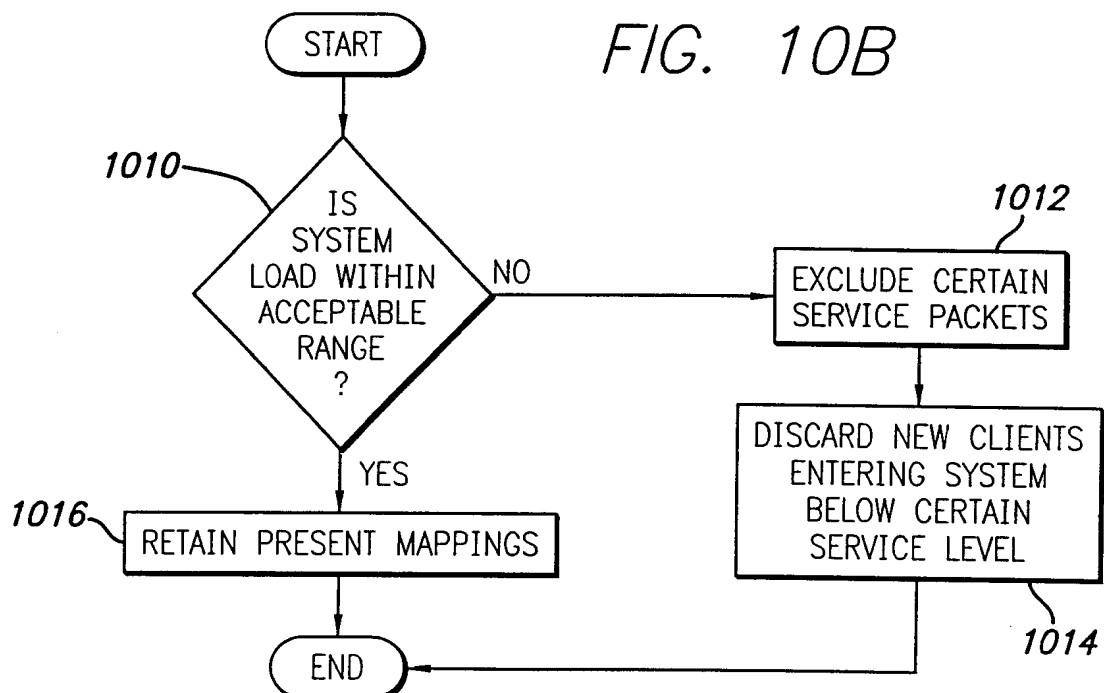 START
FIG. 10B
1010
IS
SYSTEM
LOAD WITHIN
ACCEPTABLE
RANGE
?
NO
1012
EXCLUDE CERTAIN
SERVICE PACKETS
DISCARD NEW CLIENTS
ENTERING SYSTEM
BELOW CERTAIN
SERVICE LEVEL
1014
YES
1016
RETAIN PRESENT MAPPINGS
END